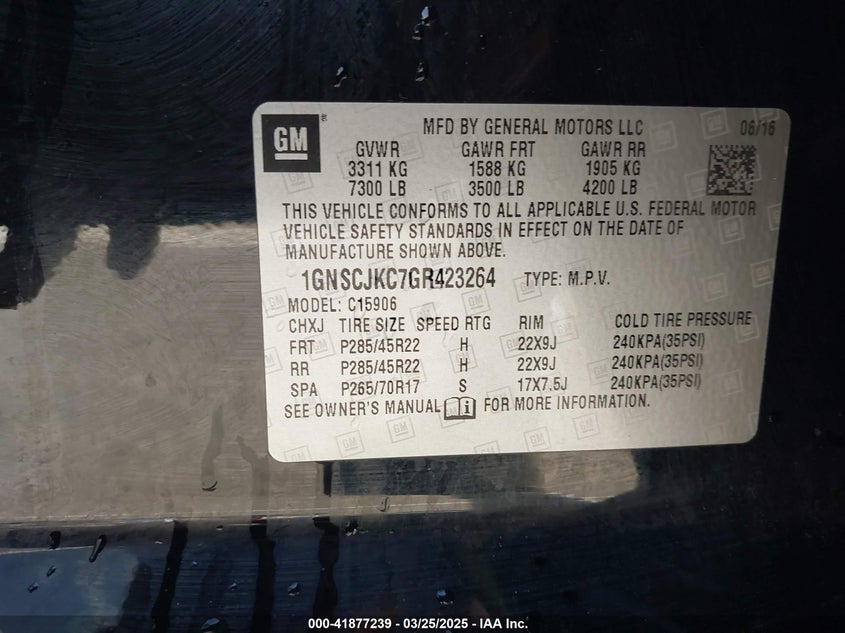 GM
MFD BY GENERAL MOTORS LLC 06/16
GVWR GAWR FRT GAWR RR
3311 KG 1588 KG 1905 KG
7300 LB 3500 LB 4200 LB
THIS VEHICLE CONFORMS TO ALL APPLICABLE U.S. FEDERAL MOTOR
VEHICLE SAFETY STANDARDS IN EFFECT ON THE DATE OF
MANUFACTURE SHOWN ABOVE.
1GNSCJKC7GR423264 TYPE: M.P.V.
MODEL: C15906
CHXJ TIRE SIZE SPEED RTG RIM COLD TIRE PRESSURE
FRT P285/45R22 H 22X9J 240KPA(35PSI)
RR P285/45R22 H 22X9J 240KPA(35PSI)
SPA P265/70R17 S 17X7.5J 240KPA(35PSI)
SEE OWNER'S MANUAL FOR MORE INFORMATION.
000-41877239 - 03/25/2025 - IAA Inc.